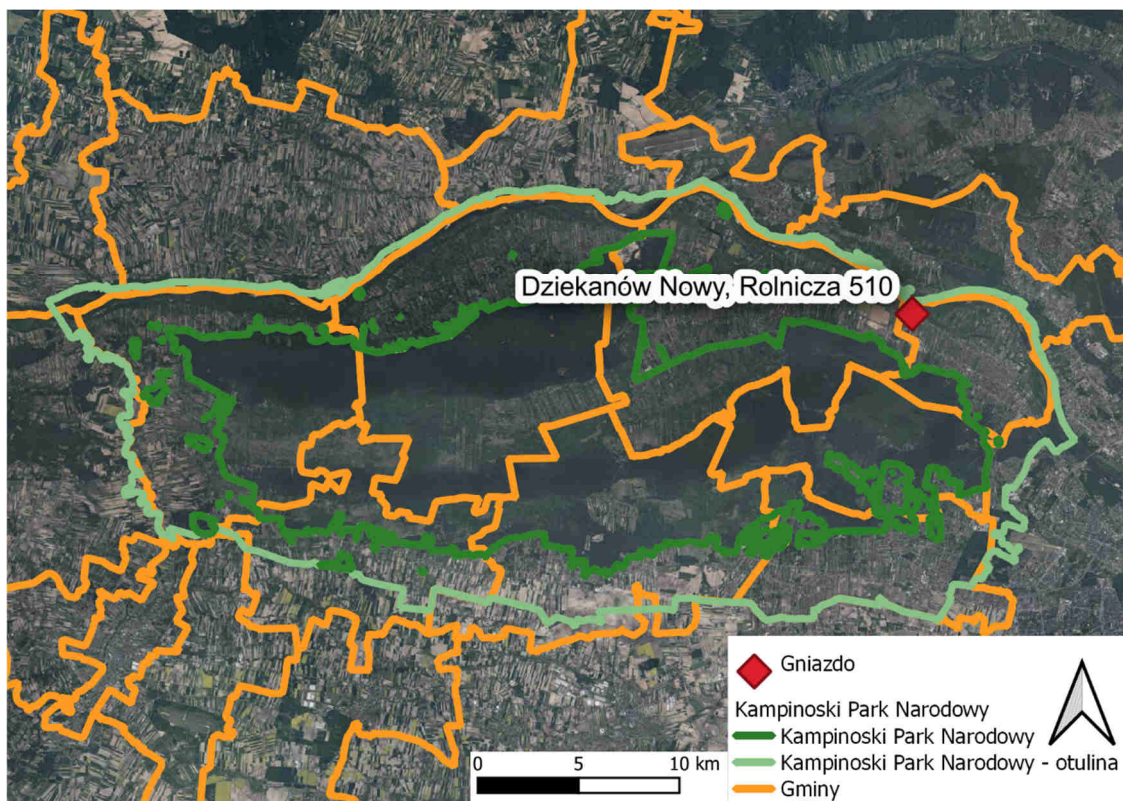 Dziekanów Nowy, Rolnicza 510
Gniazdo
Kampinoski Park Narodowy
Kampinoski Park Narodowy
Kampinoski Park Narodowy - otulina
Gminy
0 5 10 km